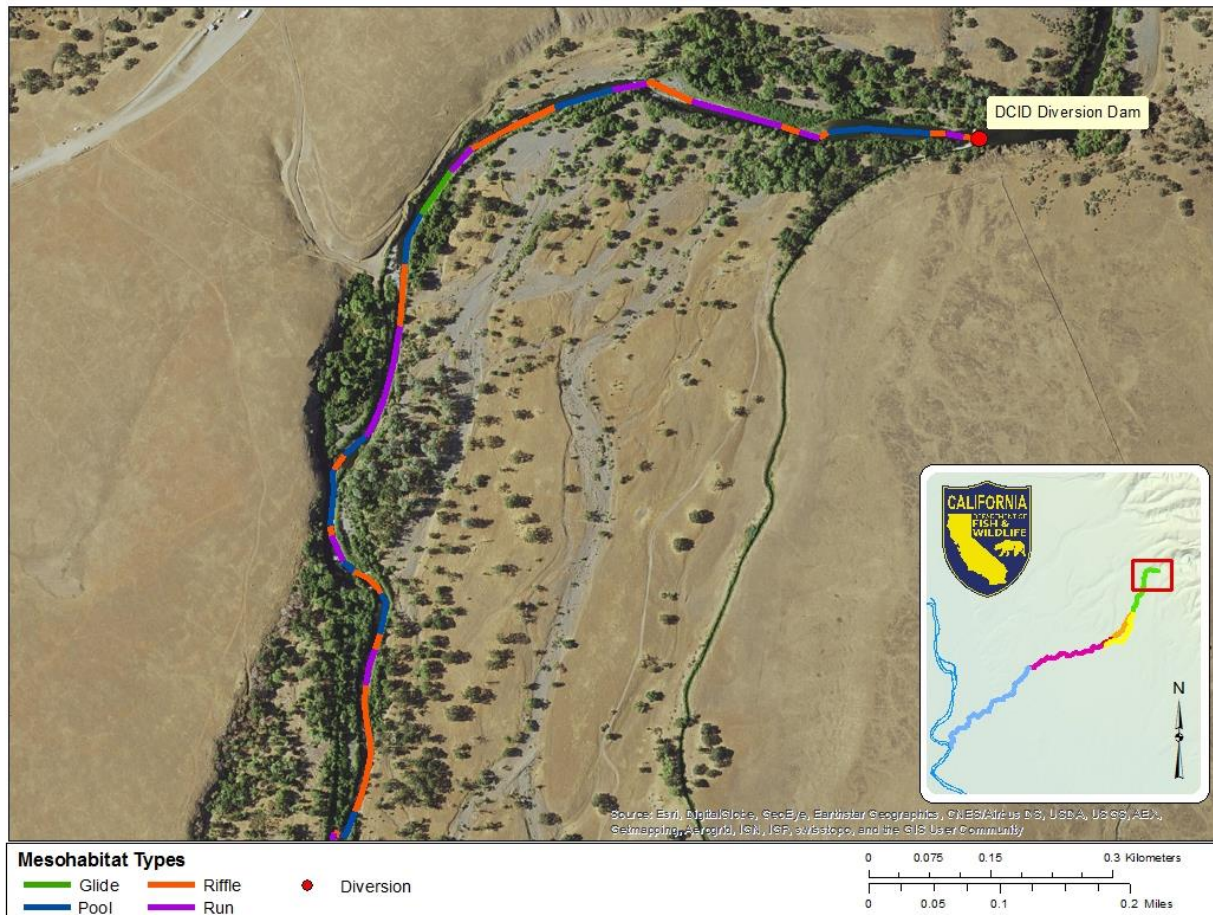 DCID Diversion Dam
CALIFORNIA
DEPARTMENT OF
FISH &
WILDLIFE
N
Source: Esri, DigitalGlobe, GeoEye, Earthstar Geographics, CNES/Airbus DS, USDA, USGS, AEX,
Getmapping, Aerogrid, IGN, IGP, swisstopo, and the GIS User Community
Mesohabitat Types
Glide
Riffle
Diversion
Pool
Run
0 0.075 0.15 0.3 Kilometers
0 0.05 0.1 0.2 Miles